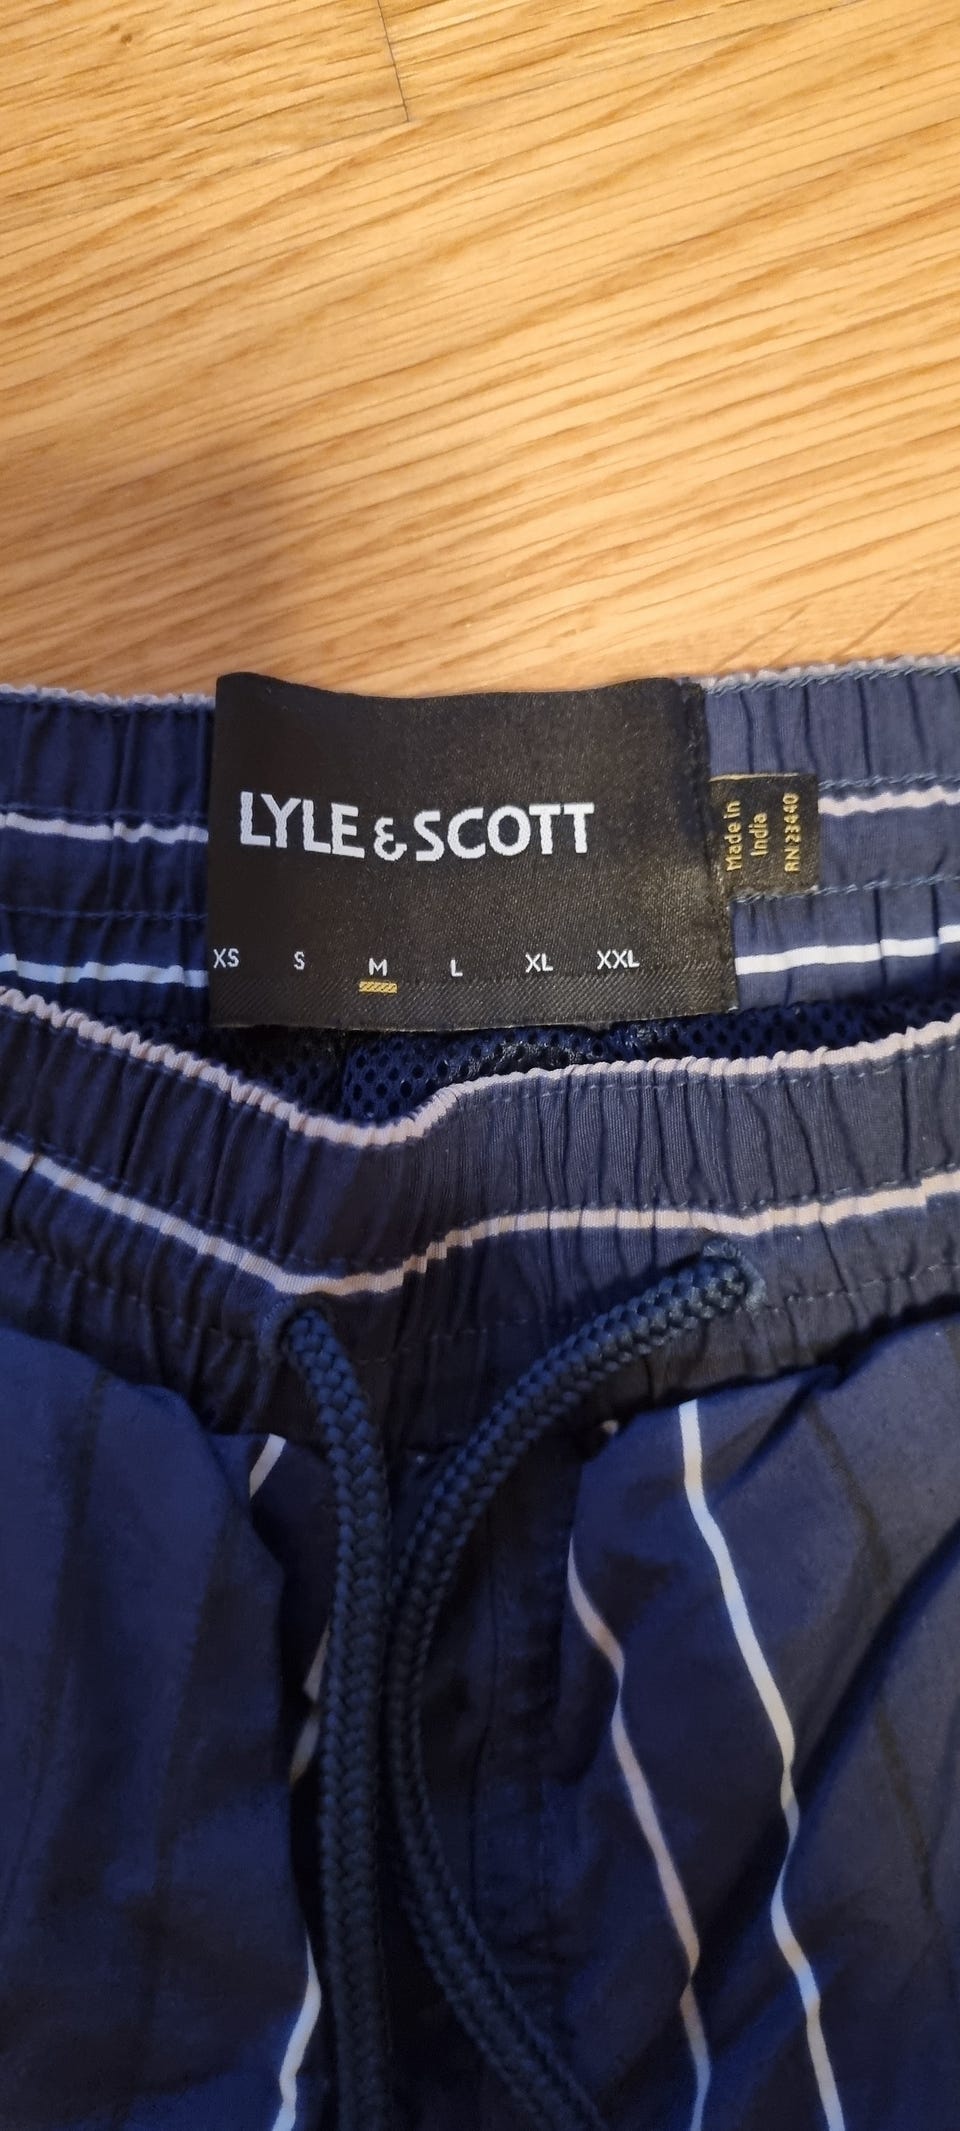 LYLE & SCOTT
XS S M L XL XXL
Made in
India
RN 23440